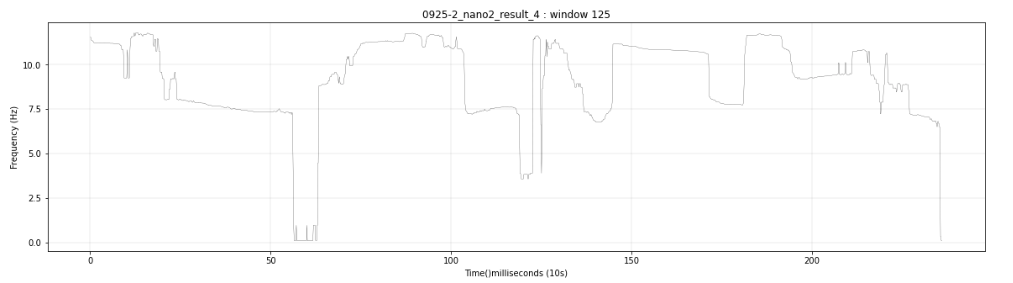 0925-2_nano2_result_4 : window 125
Frequency (Hz)
10.0
7.5
5.0
2.5
0.0
0 50 100 150 200
Time()milliseconds (10s)